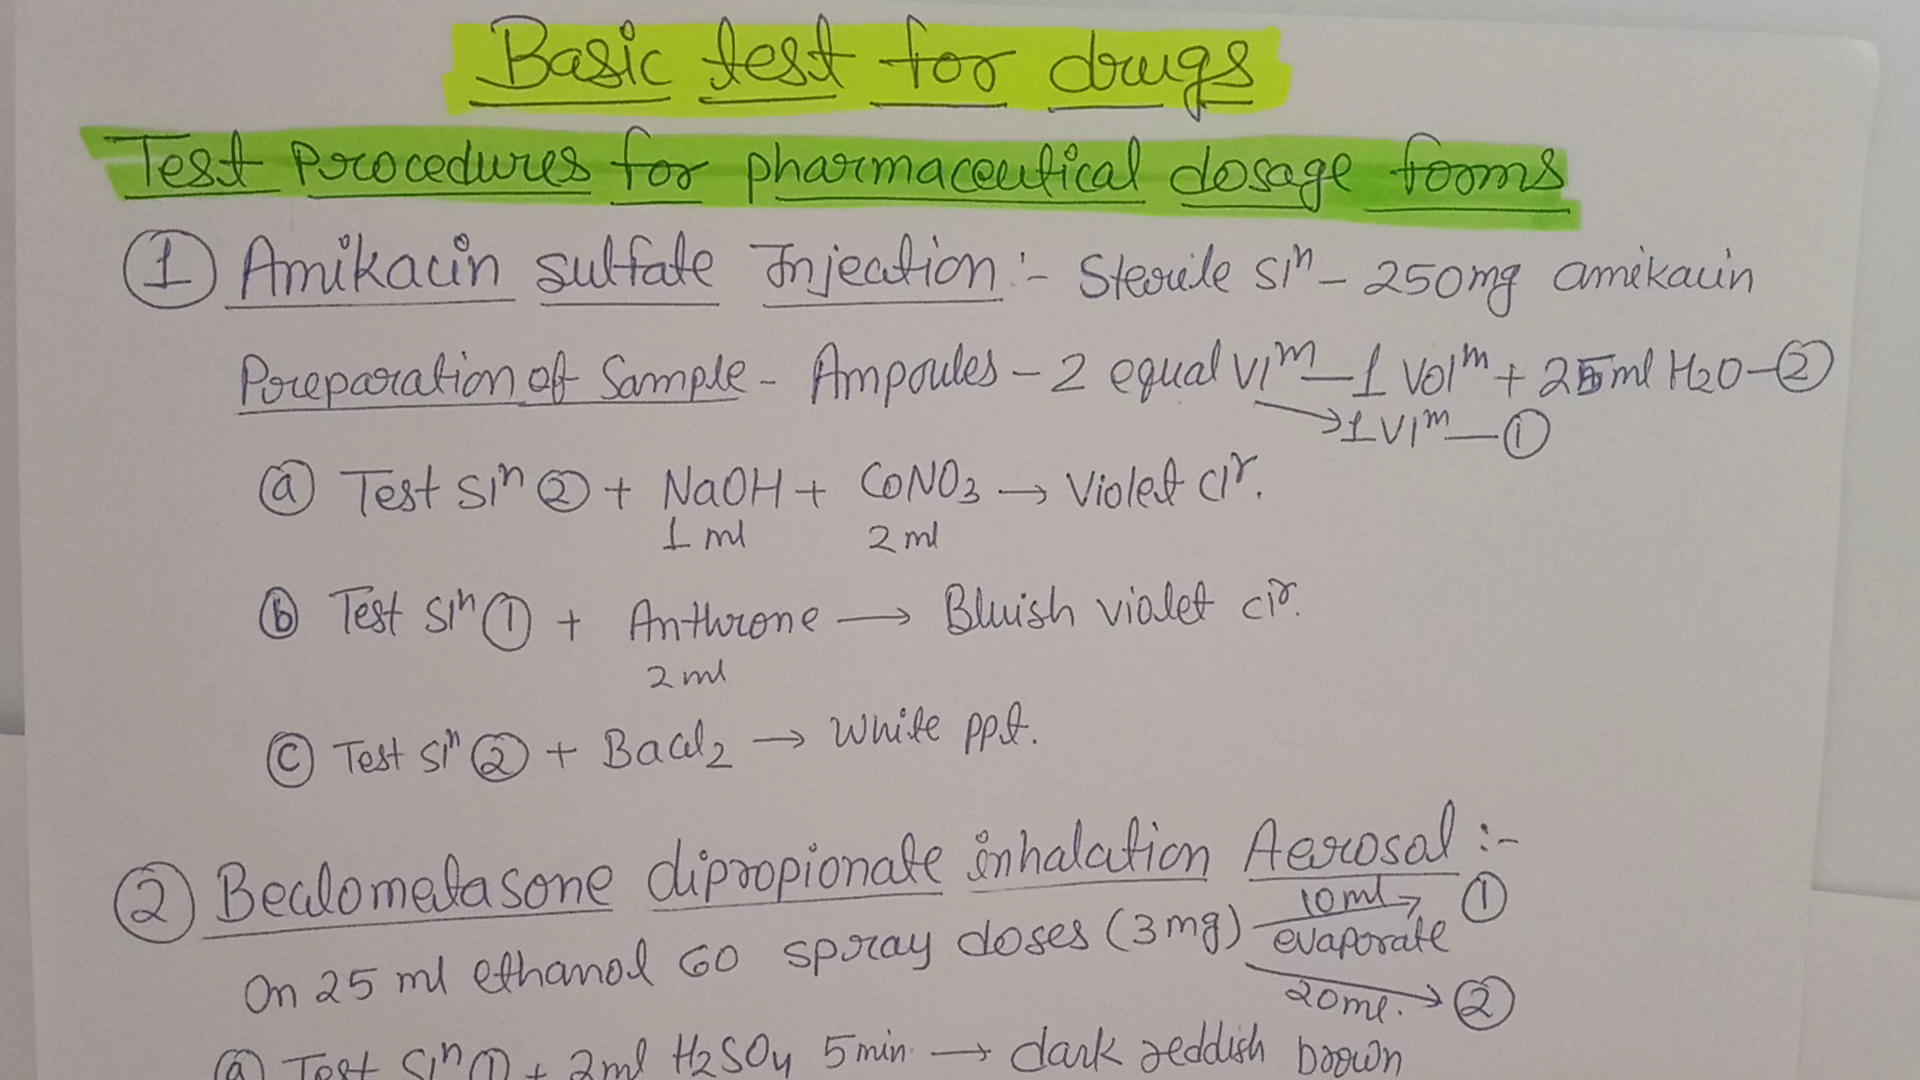 Basic test for drugs
Test Procedures for pharmaceutical dosage forms
① Amikacin sulfate Injection :- Sterile slⁿ - 250mg amikacin
Preparation of Sample - Ampoules - 2 equal vlᵐ - 1 volᵐ + 25ml H₂O - ②
→ 1 vlᵐ - ①
ⓐ Test slⁿ ② + NaOH + CoNO₃ → Violet clʳ.
1 ml 2 ml
ⓑ Test slⁿ ① + Anthrone → Bluish violet clʳ.
2 ml
ⓒ Test slⁿ ② + BaCl₂ → White ppt.
② Beclometasone dipropionate inhalation Aerosal :-
On 25 ml ethanol 60 spray doses (3mg) 10ml → ①
evaporate
20ml. → ②
ⓐ Test slⁿ ① + 2ml H₂SO₄ 5min. → dark reddish brown